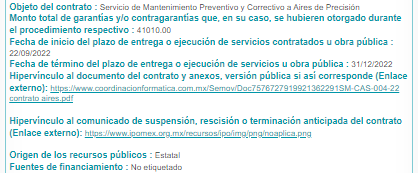 Objeto del contrato : Servicio de Mantenimiento Preventivo y Correctivo a Aires de Precisión
Monto total de garantías y/o contragarantías que, en su caso, se hubieren otorgado durante
el procedimiento respectivo : 41010.00
Fecha de inicio del plazo de entrega o ejecución de servicios contratados u obra pública :
22/09/2022
Fecha de término del plazo de entrega o ejecución de servicios u obra pública : 31/12/2022
Hipervínculo al documento del contrato y anexos, versión pública si así corresponde (Enlace
externo): https://www.coordinacioninformatica.com.mx/Semov/Doc7576727919921362291SM-CAS-004-22
contrato aires.pdf
Hipervínculo al comunicado de suspensión, rescisión o terminación anticipada del contrato
(Enlace externo): https://www.ipomex.org.mx/recursos/ipo/img/png/noaplica.png
Origen de los recursos públicos : Estatal
Fuentes de financiamiento : No etiquetado